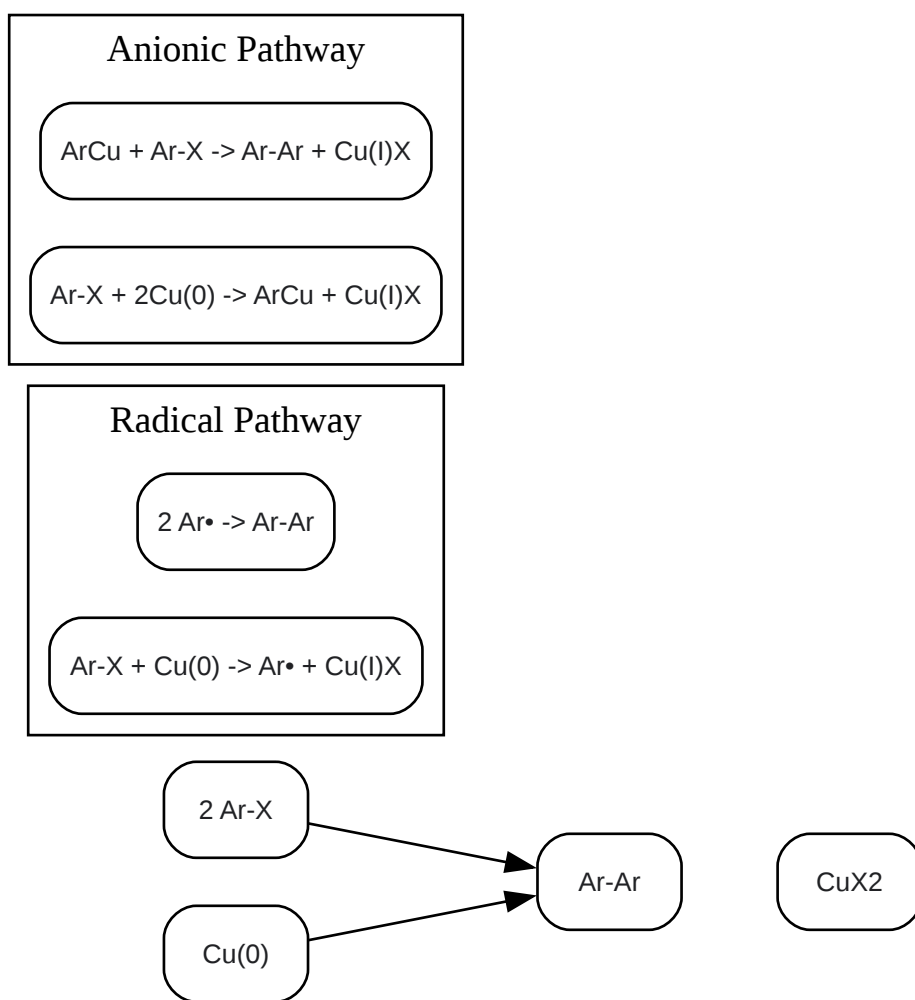 Anionic Pathway
ArCu + Ar-X -> Ar-Ar + Cu(I)X
Ar-X + 2Cu(0) -> ArCu + Cu(I)X
Radical Pathway
2 Ar• -> Ar-Ar
Ar-X + Cu(0) -> Ar• + Cu(I)X
2 Ar-X
Ar-Ar
CuX2
Cu(0)